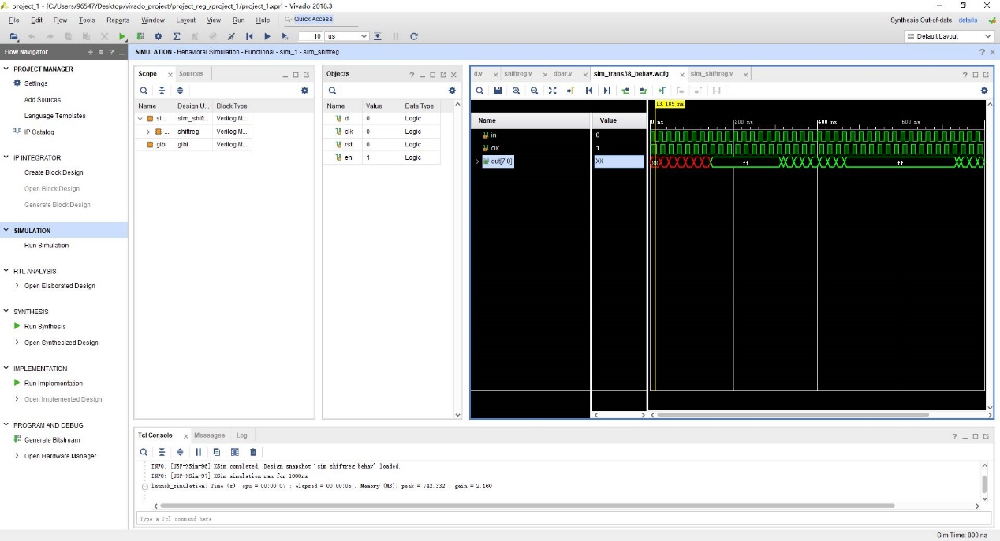 project_1 - [C:/Users/96547/Desktop/vivado_project/project_reg_/project_1/project_1.xpr] - Vivado 2018.3
File Edit Flow Tools Reports Window Layout View Run Help Quick Access
Synthesis Out-of-date details
10 us
Default Layout
Flow Navigator
SIMULATION - Behavioral Simulation - Functional - sim_1 - sim_shiftreg
PROJECT MANAGER
Settings
Add Sources
Language Templates
IP Catalog
IP INTEGRATOR
Create Block Design
Open Block Design
Generate Block Design
SIMULATION
Run Simulation
RTL ANALYSIS
Open Elaborated Design
SYNTHESIS
Run Synthesis
Open Synthesized Design
IMPLEMENTATION
Run Implementation
Open Implemented Design
PROGRAM AND DEBUG
Generate Bitstream
Open Hardware Manager
Scope Sources
Name Design U... Block Type
si... sim_shift... Verilog M...
... shiftreg Verilog M...
glbl glbl Verilog M...
Objects
Name Value Data Type
d 0 Logic
clk 0 Logic
rst 0 Logic
en 1 Logic
d.v shiftreg.v dbar.v sim_trans38_behav.wcfg sim_shiftreg.v
13.185 ns
Name Value
0 ns 200 ns 400 ns 600 ns
in 0
clk 1
out[7:0] XX ff ff
Tcl Console Messages Log
INFO: [USF-XSim-96] XSim completed. Design snapshot 'sim_shiftreg_behav' loaded.
INFO: [USF-XSim-97] XSim simulation ran for 1000ns
launch_simulation: Time (s): cpu = 00:00:07 ; elapsed = 00:00:05 . Memory (MB): peak = 742.332 ; gain = 2.160
Type a Tcl command here
Sim Time: 800 ns